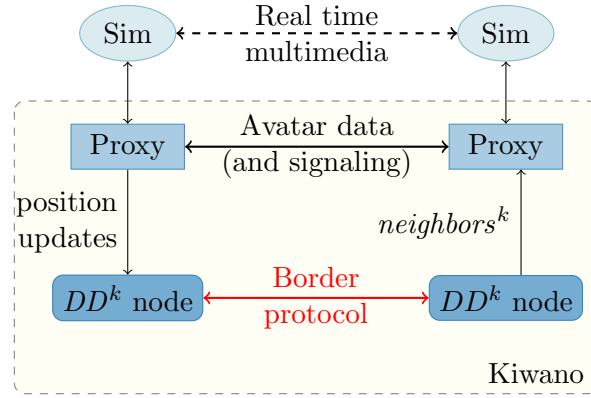 Sim
Real time
multimedia
Sim
Proxy
Avatar data
(and signaling)
Proxy
position
updates
neighbors^k
DD^k node
Border
protocol
DD^k node
Kiwano